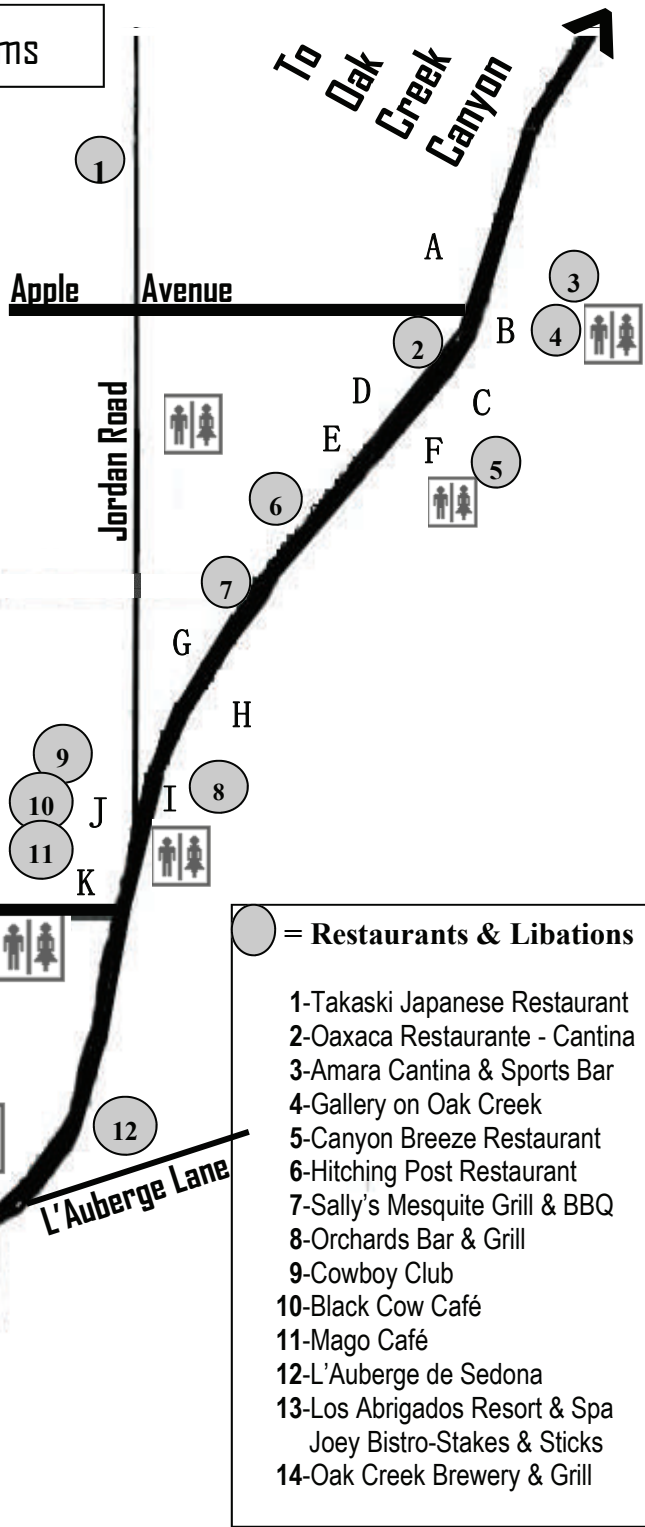 ms
To
Oak
Creek
Canyon
1
A
3
Apple Avenue
2
B
4
D
C
Jordan Road
E
F
5
6
7
G
H
9
10
J
I
8
11
K
= Restaurants & Libations
1-Takaski Japanese Restaurant
2-Oaxaca Restaurante - Cantina
3-Amara Cantina & Sports Bar
4-Gallery on Oak Creek
5-Canyon Breeze Restaurant
6-Hitching Post Restaurant
7-Sally's Mesquite Grill & BBQ
8-Orchards Bar & Grill
9-Cowboy Club
10-Black Cow Café
11-Mago Café
12-L'Auberge de Sedona
13-Los Abrigados Resort & Spa
Joey Bistro-Stakes & Sticks
14-Oak Creek Brewery & Grill
12
L'Auberge Lane